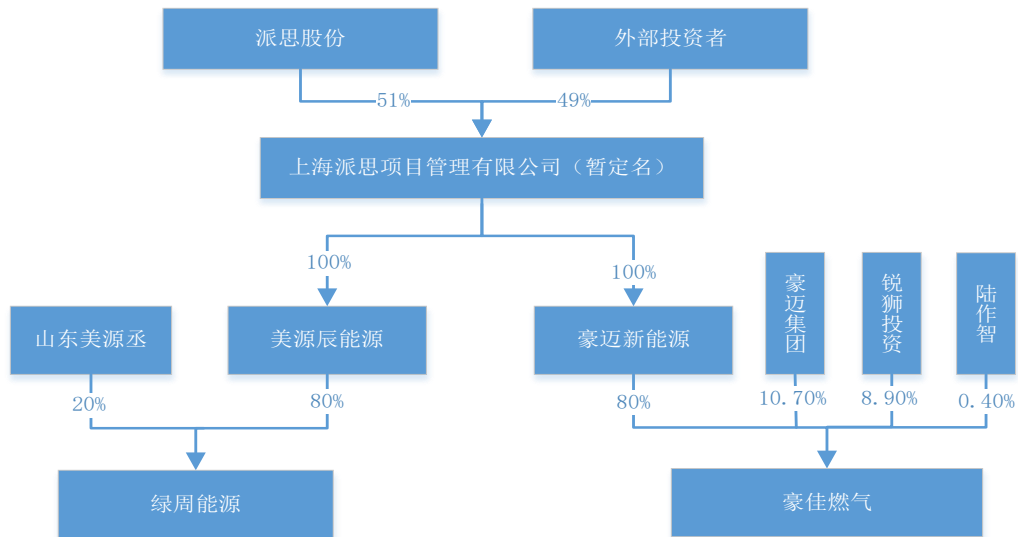 派思股份
外部投资者
51%
49%
上海派思项目管理有限公司（暂定名）
100%
100%
山东美源丞
美源辰能源
豪迈新能源
豪迈集团
锐狮投资
陆作智
20%
80%
80%
10.70%
8.90%
0.40%
绿周能源
豪佳燃气